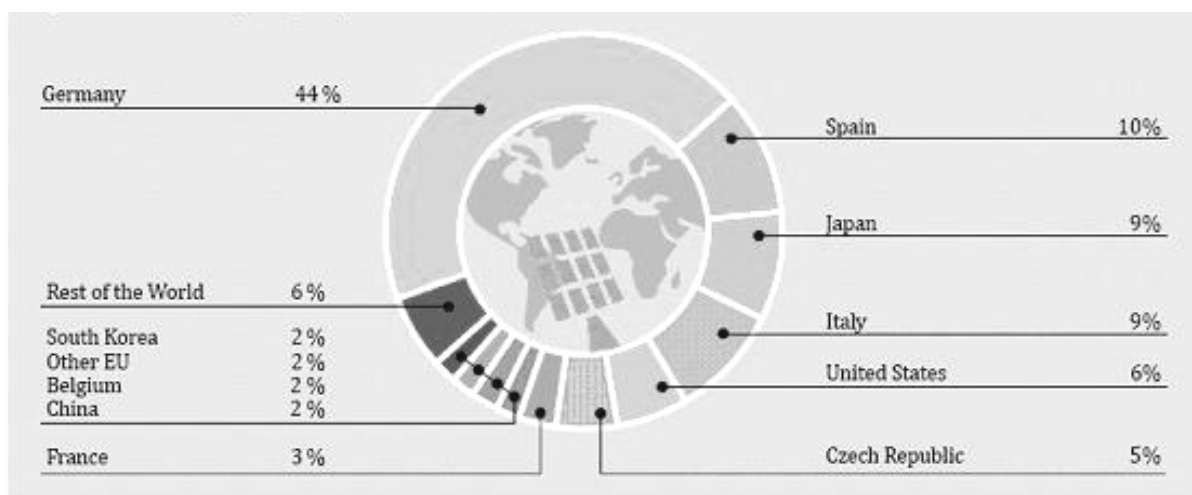 Germany 44 %
Rest of the World 6 %
South Korea 2 %
Other EU 2 %
Belgium 2 %
China 2 %
France 3 %
Spain 10%
Japan 9%
Italy 9%
United States 6%
Czech Republic 5%